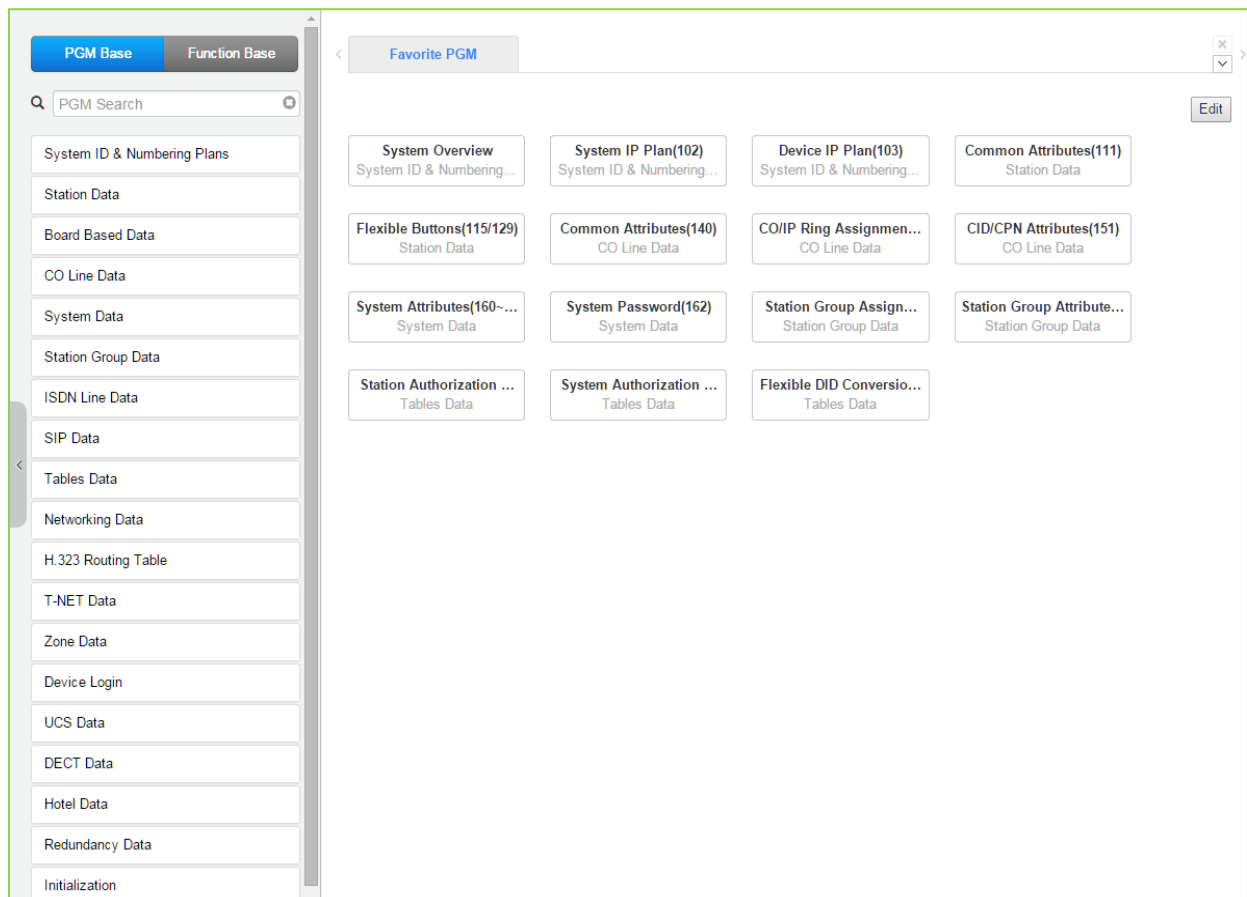 PGM Base
Function Base
PGM Search
System ID & Numbering Plans
Station Data
Board Based Data
CO Line Data
System Data
Station Group Data
ISDN Line Data
SIP Data
Tables Data
Networking Data
H.323 Routing Table
T-NET Data
Zone Data
Device Login
UCS Data
DECT Data
Hotel Data
Redundancy Data
Initialization
Favorite PGM
Edit
System Overview
System ID & Numbering...
System IP Plan(102)
System ID & Numbering...
Device IP Plan(103)
System ID & Numbering...
Common Attributes(111)
Station Data
Flexible Buttons(115/129)
Station Data
Common Attributes(140)
CO Line Data
CO/IP Ring Assignmen...
CO Line Data
CID/CPN Attributes(151)
CO Line Data
System Attributes(160~...
System Data
System Password(162)
System Data
Station Group Assign...
Station Group Data
Station Group Attribute...
Station Group Data
Station Authorization ...
Tables Data
System Authorization ...
Tables Data
Flexible DID Conversio...
Tables Data